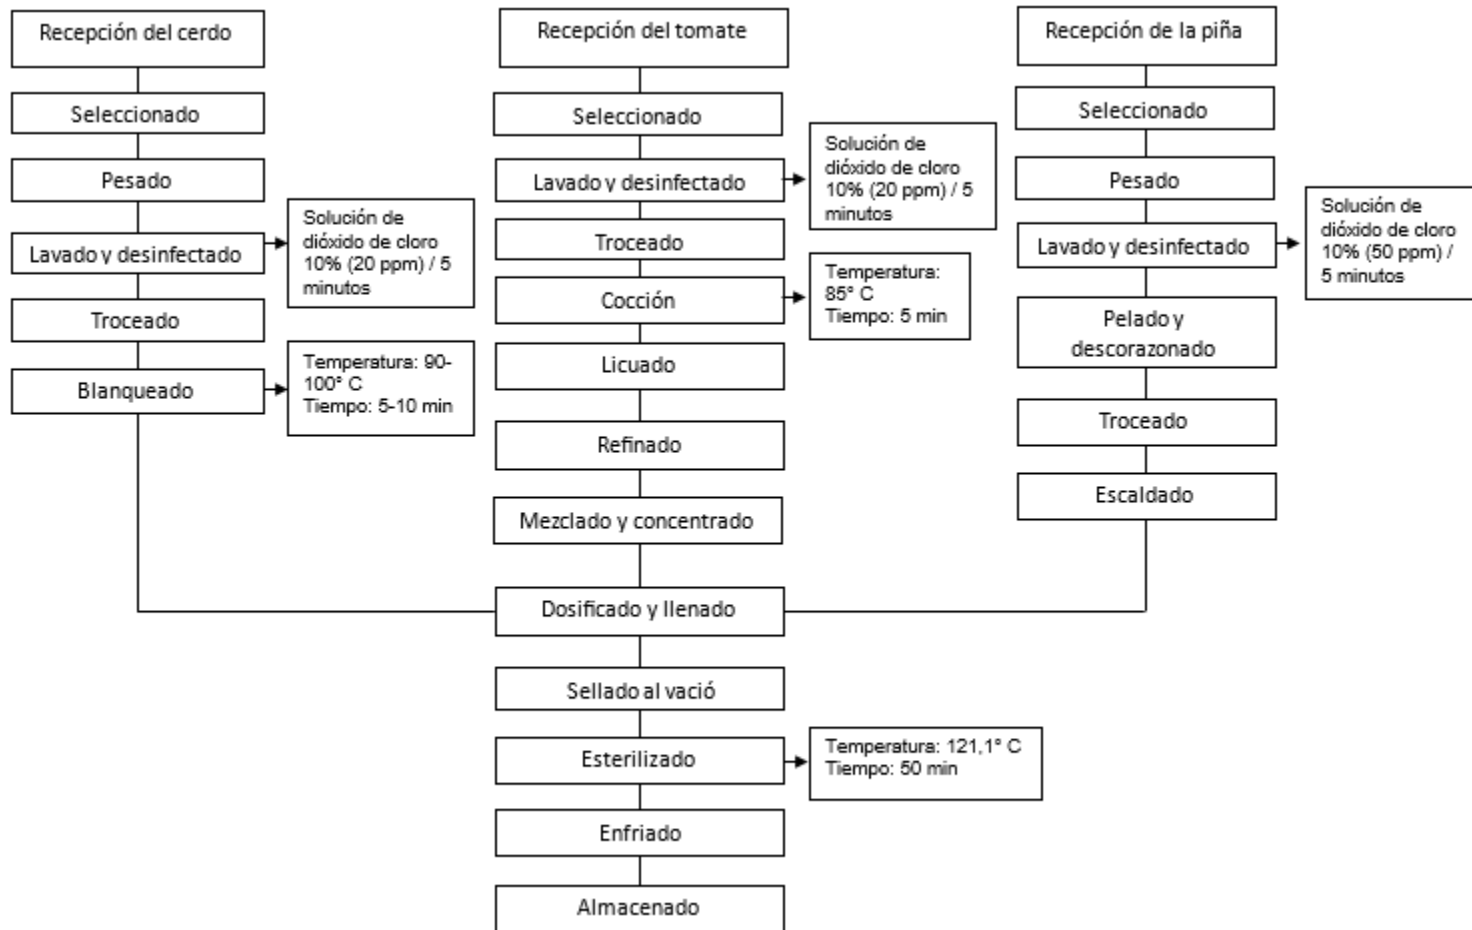 Recepción del cerdo
Seleccionado
Pesado
Lavado y desinfectado
Solución de
dióxido de cloro
10% (20 ppm) / 5
minutos
Troceado
Blanqueado
Temperatura: 90-
100° C
Tiempo: 5-10 min
Recepción del tomate
Seleccionado
Lavado y desinfectado
Solución de
dióxido de cloro
10% (20 ppm) / 5
minutos
Troceado
Cocción
Temperatura:
85° C
Tiempo: 5 min
Licuado
Refinado
Mezclado y concentrado
Recepción de la piña
Seleccionado
Pesado
Lavado y desinfectado
Solución de
dióxido de cloro
10% (50 ppm) /
5 minutos
Pelado y
descorazonado
Troceado
Escaldado
Dosificado y llenado
Sellado al vació
Esterilizado
Temperatura: 121,1° C
Tiempo: 50 min
Enfriado
Almacenado